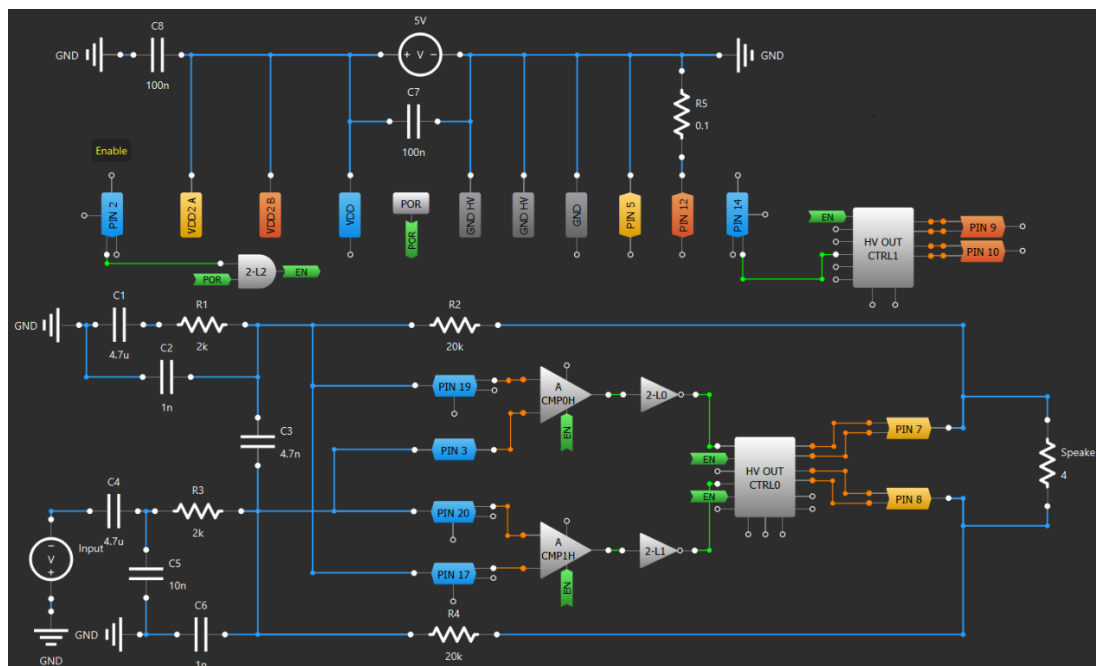 5V
C8
GND
GND
100n
C7
100n
R5
0.1
Enable
PIN 2
VDD2 A
VDD2 B
VDD
POR
POR
GND HV
GND HV
GND
PIN 5
PIN 12
PIN 14
EN
HV OUT
CTRL1
PIN 9
PIN 10
2-L2
POR
EN
C1
R1
R2
GND
4.7u
2k
20k
C2
1n
PIN 19
A
CMP0H
2-L0
EN
C3
4.7n
PIN 3
PIN 7
EN
HV OUT
CTRL0
EN
Speake
4
C4
R3
4.7u
2k
PIN 20
PIN 8
Input
C5
10n
A
CMP1H
2-L1
PIN 17
EN
C6
GND
1n
R4
20k
GND